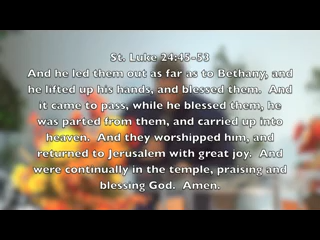 St. Luke 24:45-53
And he led them out as far as to Bethany, and
he lifted up his hands, and blessed them.  And
it came to pass, while he blessed them, he
was parted from them, and carried up into
heaven.  And they worshipped him, and
returned to Jerusalem with great joy.  And
were continually in the temple, praising and
blessing God.  Amen.